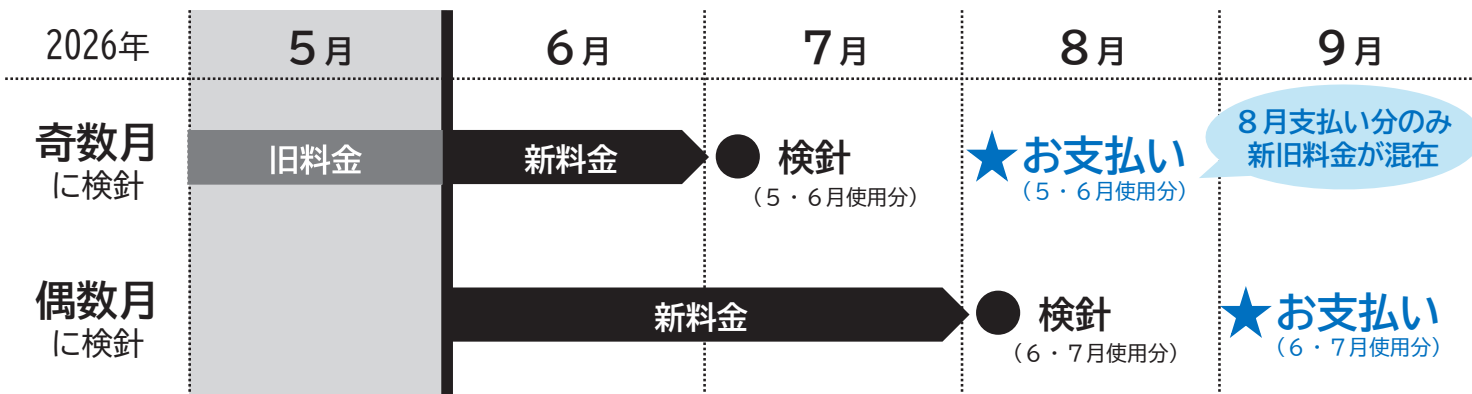 2026年 5月 6月 7月 8月 9月
奇数月
に検針
旧料金
新料金
検針
（5・6月使用分）
お支払い
（5・6月使用分）
8月支払い分のみ
新旧料金が混在
偶数月
に検針
新料金
検針
（6・7月使用分）
お支払い
（6・7月使用分）